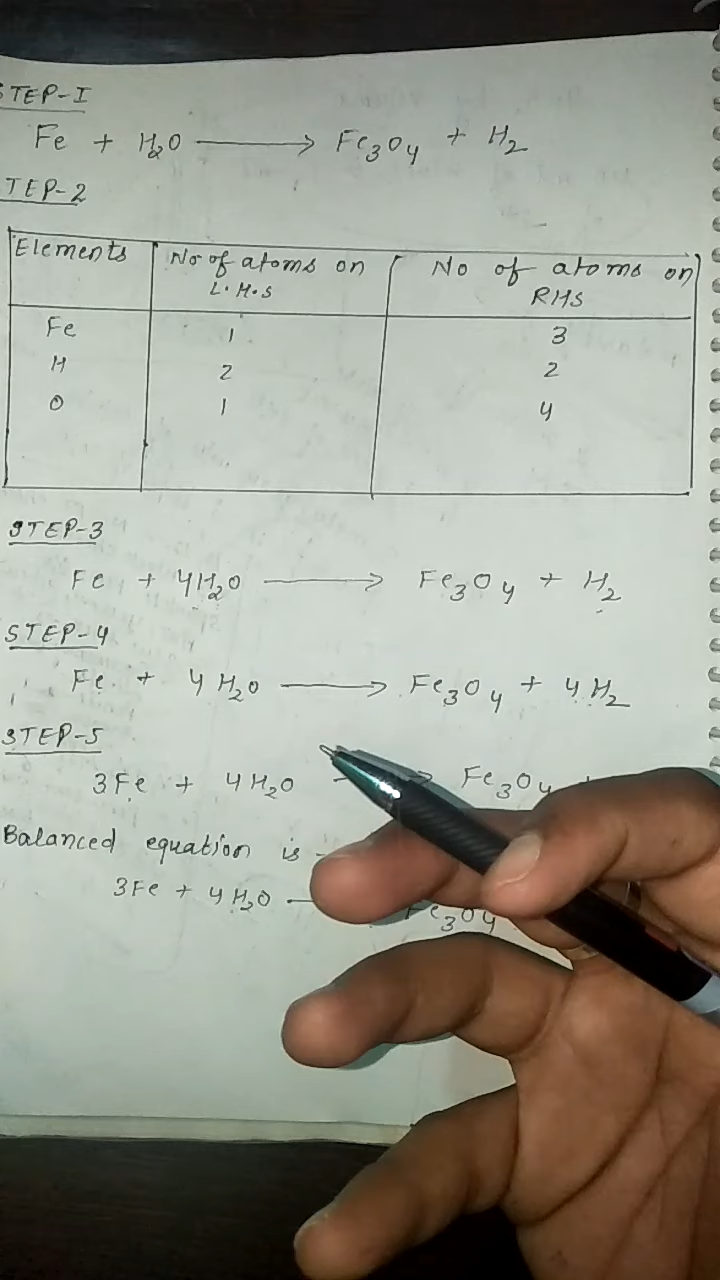 STEP-I
Fe + H₂O ⟶ Fe₃O₄ + H₂
TEP-2
Elements No of atoms on L.H.S No of atoms on RHS
Fe 1 3
H 2 2
O 1 4
STEP-3
Fe + 4H₂O ⟶ Fe₃O₄ + H₂
STEP-4
Fe + 4H₂O ⟶ Fe₃O₄ + 4H₂
STEP-5
3Fe + 4H₂O → Fe₃O₄ +
Balanced equation is -
3Fe + 4H₂O — Fe₃O₄